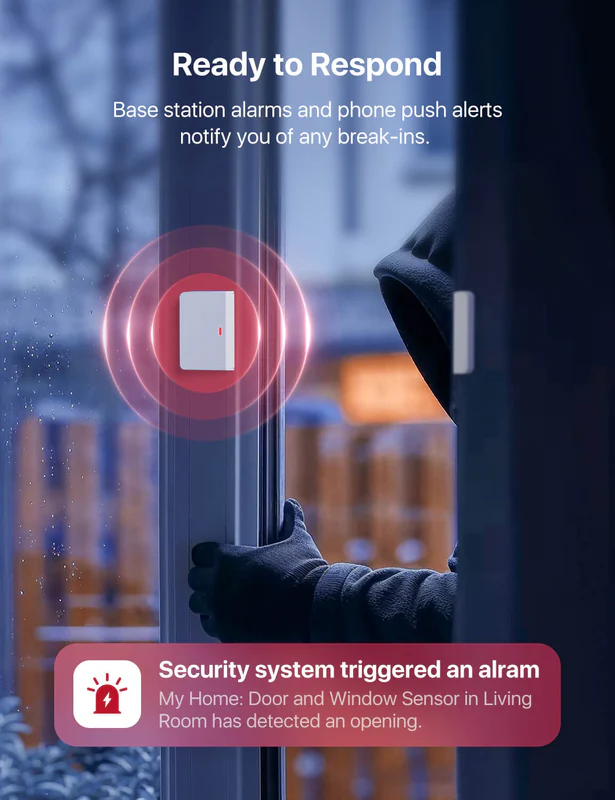 Ready to Respond
Base station alarms and phone push alerts
notify you of any break-ins.
Security system triggered an alram
My Home: Door and Window Sensor in Living
Room has detected an opening.